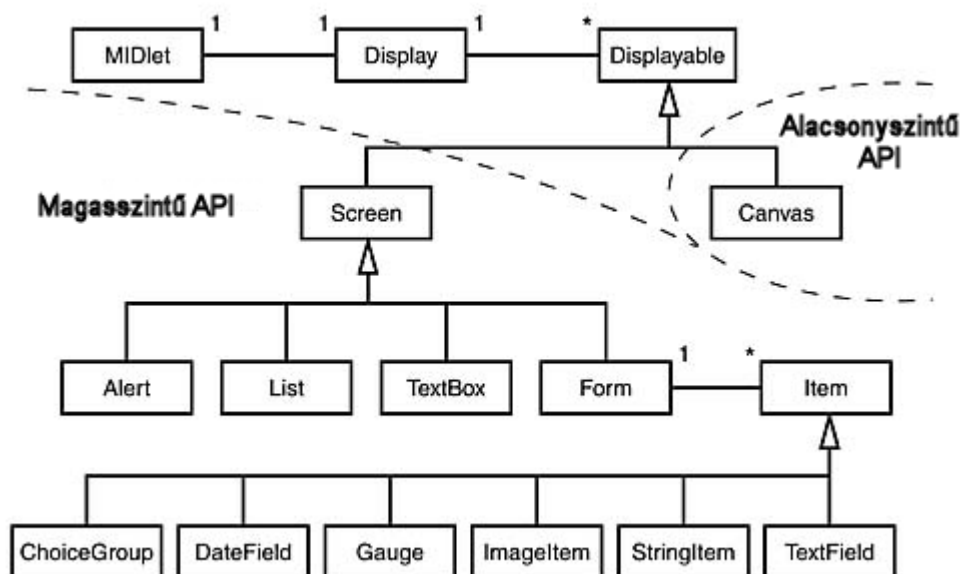 1 1 1 *
MIDlet Display Displayable
Alacsonyszintű
API
Magasszintű API
Screen Canvas
1 *
Alert List TextBox Form Item
ChoiceGroup DateField Gauge ImageItem StringItem TextField